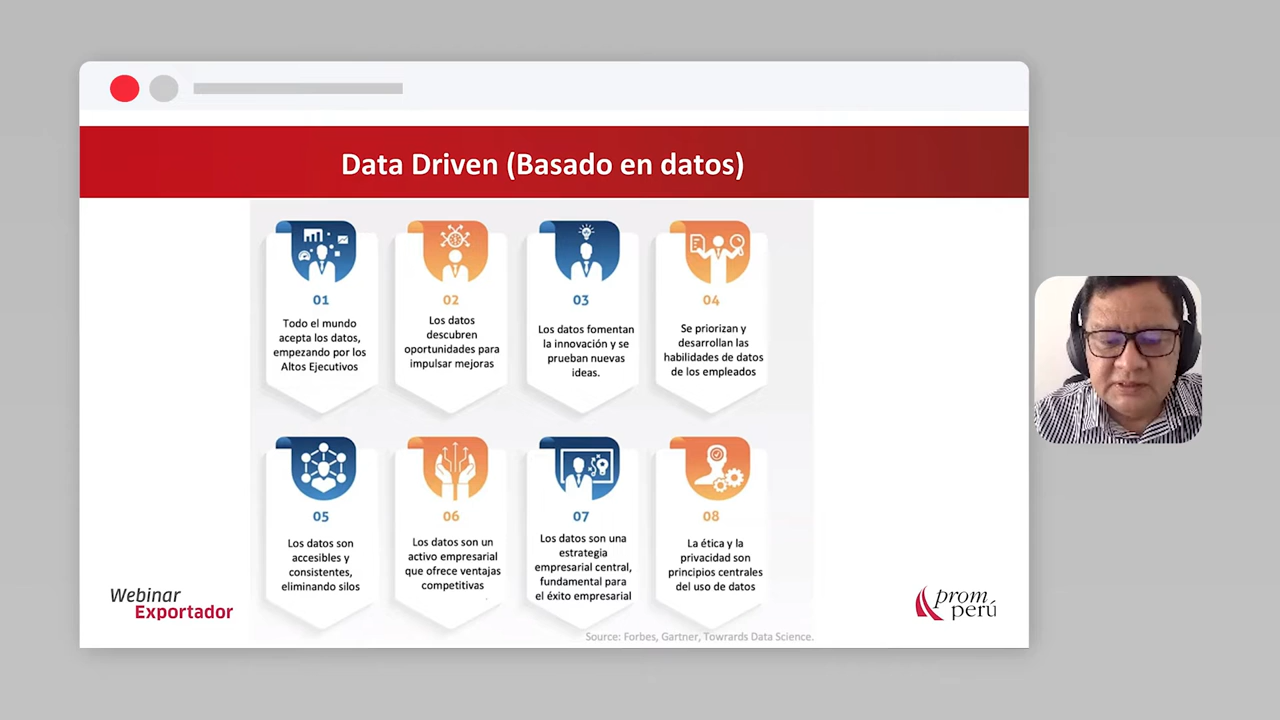 Data Driven (Basado en datos)
01
Todo el mundo
acepta los datos,
empezando por los
Altos Ejecutivos
02
Los datos
descubren
oportunidades para
impulsar mejoras
03
Los datos fomentan
la innovación y se
prueban nuevas
ideas.
04
Se priorizan y
desarrollan las
habilidades de datos
de los empleados
05
Los datos son
accesibles y
consistentes,
eliminando silos
06
Los datos son un
activo empresarial
que ofrece ventajas
competitivas
07
Los datos son una
estrategia
empresarial central,
fundamental para
el éxito empresarial
08
La ética y la
privacidad son
principios centrales
del uso de datos
Source: Forbes, Gartner, Towrards Data Science.
Webinar
Exportador
prom
perú